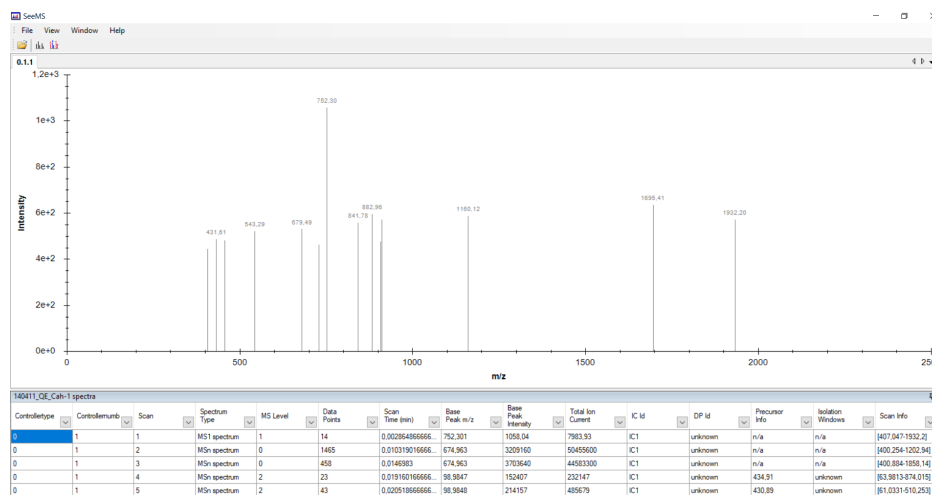 SeeMS
File View Window Help
0.1.1
1,2e+3
1e+3
8e+2
6e+2
4e+2
2e+2
0e+0
Intensity
431,61
543,29
679,49
752,30
841,78
882,96
1160,12
1696,41
1932,20
0 500 1000 1500 2000
m/z
140411_QE_Cah-1 spectra
Controllertype Controllernumb Scan Spectrum Type MS Level Data Points Scan Time (min) Base Peak m/z Base Peak Intensity Total Ion Current IC Id DP Id Precursor Info Isolation Windows Scan Info
0 1 1 MS1 spectrum 1 14 0,002864866666... 752,301 1058,04 7983,93 IC1 unknown n/a n/a [407,047-1932,2]
0 1 2 MSn spectrum 0 1465 0,010319006666... 674,963 3209160 50455600 IC1 unknown n/a n/a [400,254-1202,94]
0 1 3 MSn spectrum 0 458 0,0146983 674,963 3703640 44583300 IC1 unknown n/a n/a [400,884-1858,14]
0 1 4 MSn spectrum 2 23 0,019160166666... 98,9847 152407 232147 IC1 unknown 434,91 unknown [63,9813-874,015]
0 1 5 MSn spectrum 2 43 0,020518666666... 98,9848 214157 485679 IC1 unknown 430,89 unknown [61,0331-510,253]